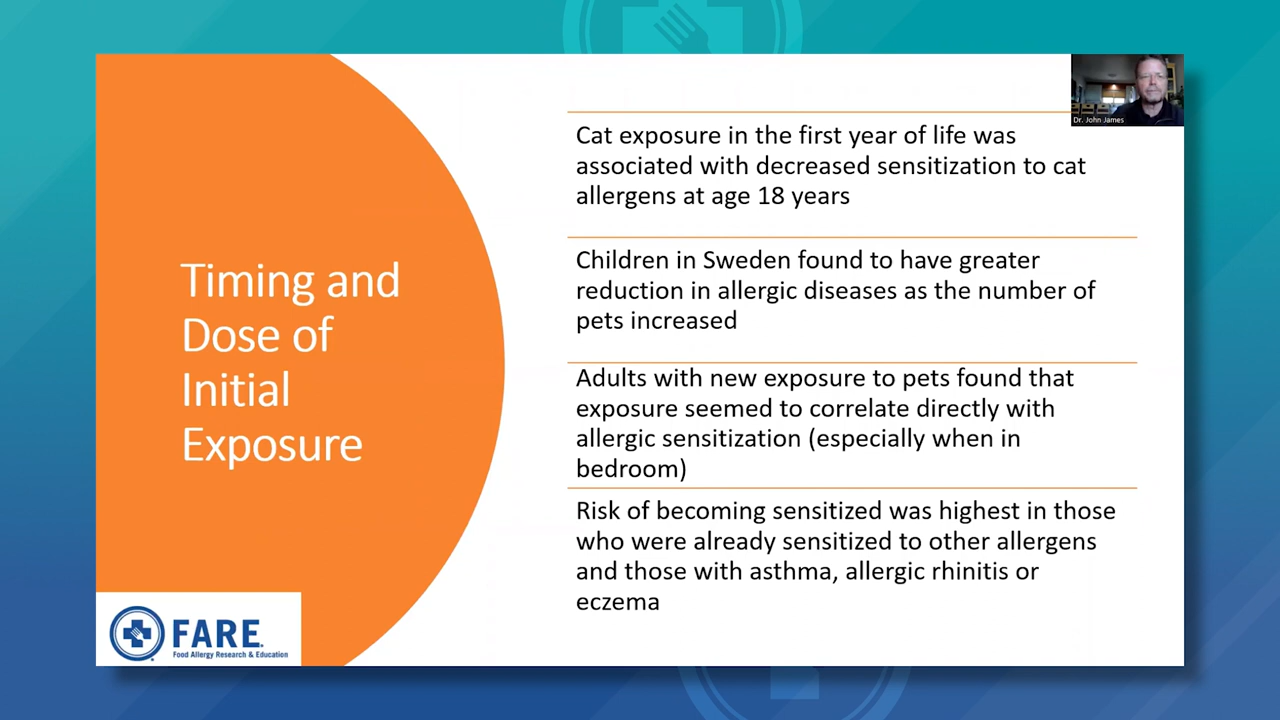 Timing and
Dose of
Initial
Exposure
Cat exposure in the first year of life was
associated with decreased sensitization to cat
allergens at age 18 years
Children in Sweden found to have greater
reduction in allergic diseases as the number of
pets increased
Adults with new exposure to pets found that
exposure seemed to correlate directly with
allergic sensitization (especially when in
bedroom)
Risk of becoming sensitized was highest in those
who were already sensitized to other allergens
and those with asthma, allergic rhinitis or
eczema
Dr. John James
FARE
Food Allergy Research & Education